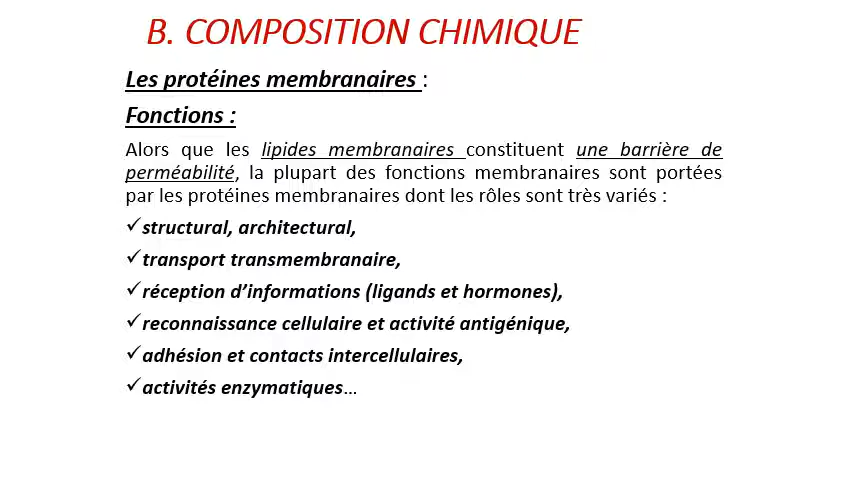 B. COMPOSITION CHIMIQUE
Les protéines membranaires :
Fonctions :
Alors que les lipides membranaires constituent une barrière de
perméabilité, la plupart des fonctions membranaires sont portées
par les protéines membranaires dont les rôles sont très variés :
✓structural, architectural,
✓transport transmembranaire,
✓réception d’informations (ligands et hormones),
✓reconnaissance cellulaire et activité antigénique,
✓adhésion et contacts intercellulaires,
✓activités enzymatiques…